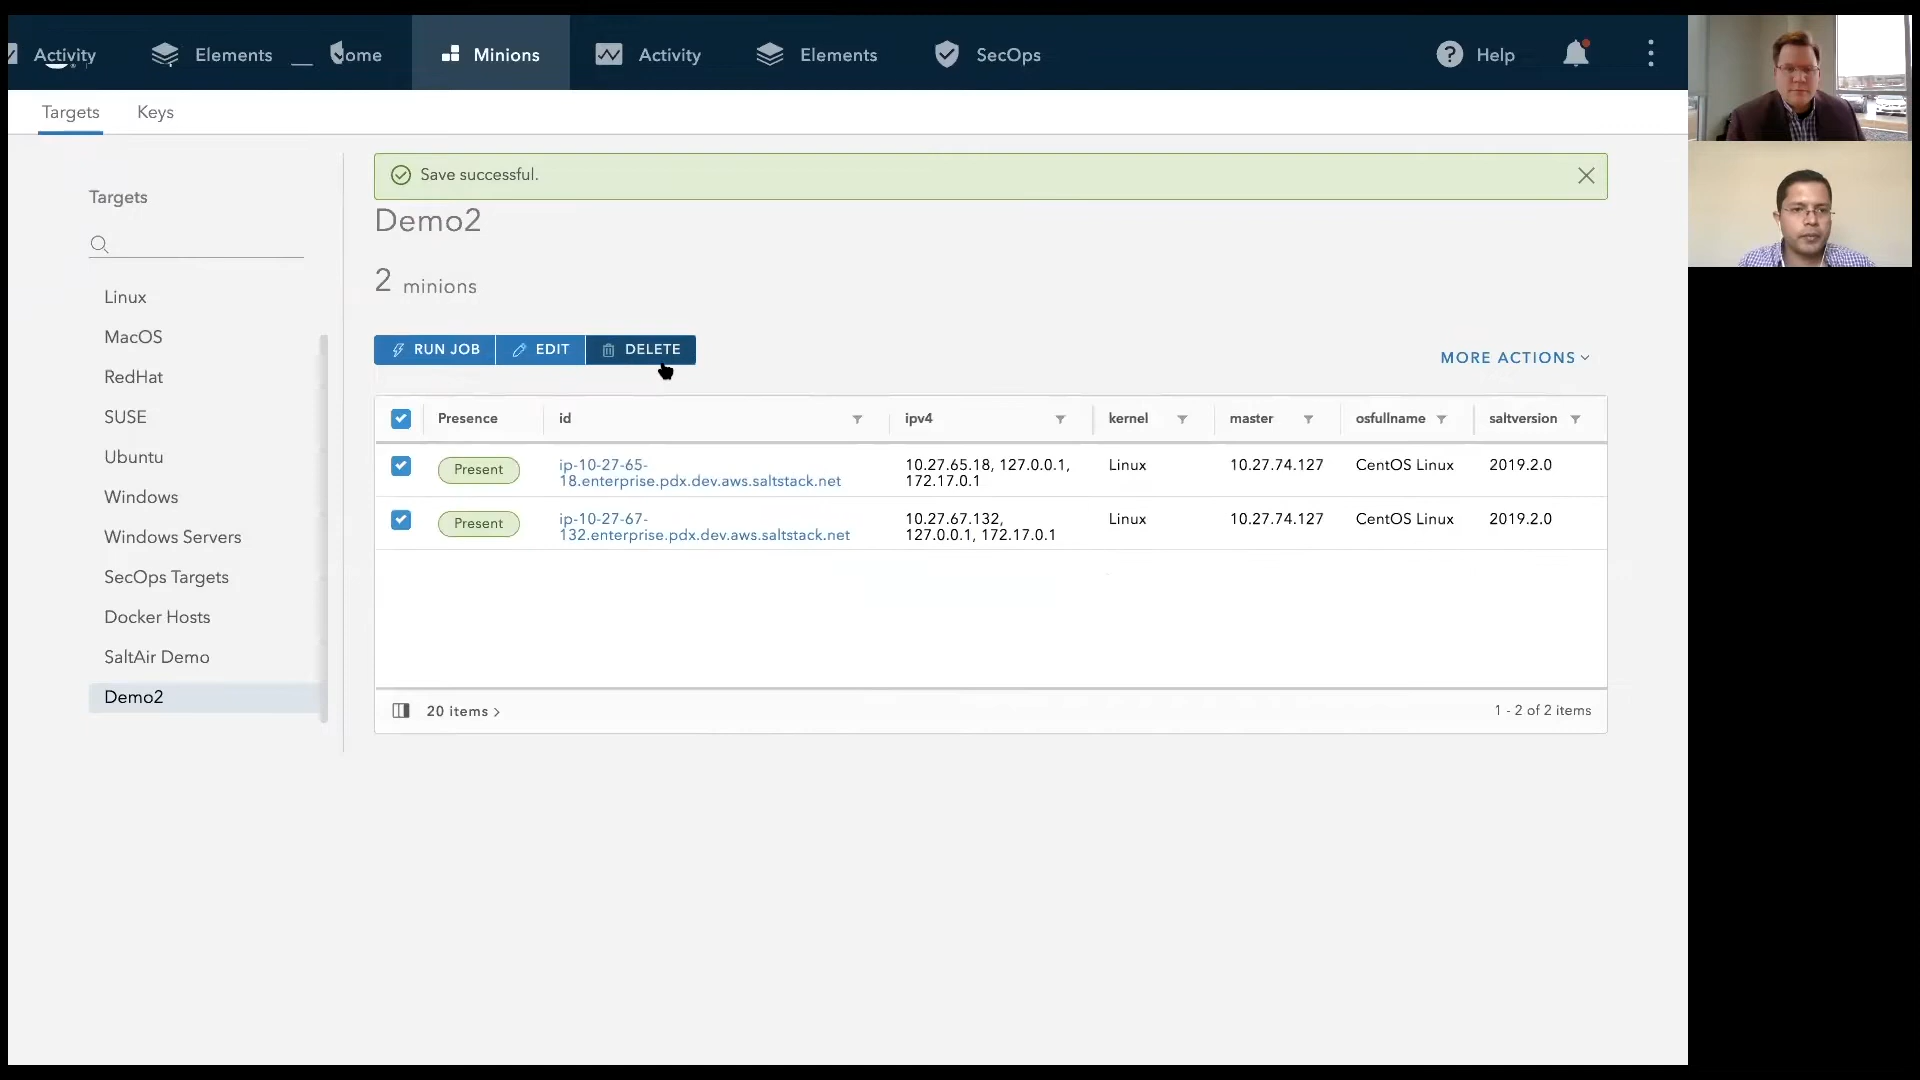 Activity Elements Home Minions Activity Elements SecOps Help
Targets Keys
Save successful.
Targets
Demo2
2 minions
Linux
MacOS
RedHat
SUSE
Ubuntu
Windows
Windows Servers
SecOps Targets
Docker Hosts
SaltAir Demo
Demo2
RUN JOB EDIT DELETE
MORE ACTIONS
Presence id ipv4 kernel master osfullname saltversion
Present ip-10-27-65- 10.27.65.18, 127.0.0.1, Linux 10.27.74.127 CentOS Linux 2019.2.0
18.enterprise.pdx.dev.aws.saltstack.net 172.17.0.1
Present ip-10-27-67- 10.27.67.132, Linux 10.27.74.127 CentOS Linux 2019.2.0
132.enterprise.pdx.dev.aws.saltstack.net 127.0.0.1, 172.17.0.1
20 items 1 - 2 of 2 items